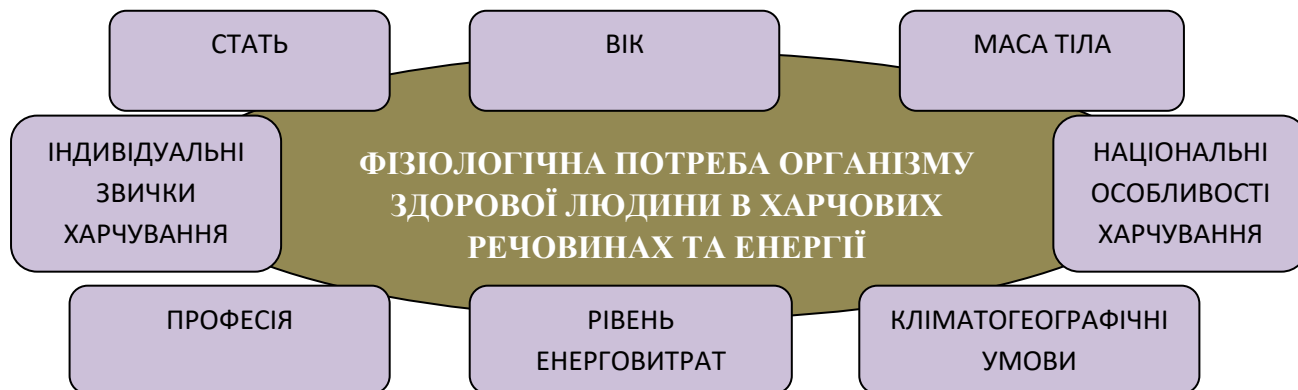 СТАТЬ
ВІК
МАСА ТІЛА
ІНДИВІДУАЛЬНІ
ЗВИЧКИ
ХАРЧУВАННЯ
ФІЗІОЛОГІЧНА ПОТРЕБА ОРГАНІЗМУ
ЗДОРОВОЇ ЛЮДИНИ В ХАРЧОВИХ
РЕЧОВИНАХ ТА ЕНЕРГІЇ
НАЦІОНАЛЬНІ
ОСОБЛИВОСТІ
ХАРЧУВАННЯ
ПРОФЕСІЯ
РІВЕНЬ
ЕНЕРГОВИТРАТ
КЛІМАТОГЕОГРАФІЧНІ
УМОВИ